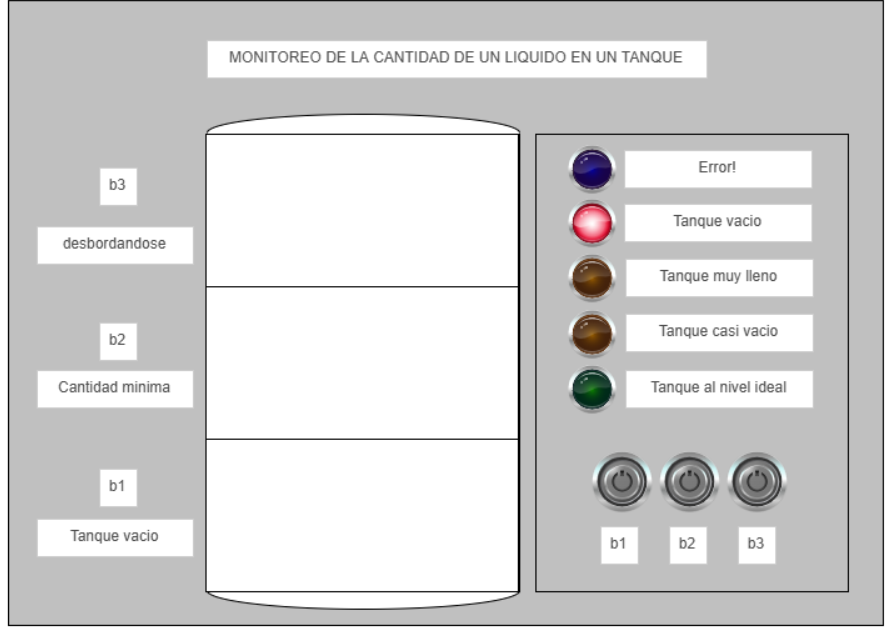 MONITOREO DE LA CANTIDAD DE UN LIQUIDO EN UN TANQUE
b3
desbordandose
b2
Cantidad minima
b1
Tanque vacio
Error!
Tanque vacio
Tanque muy lleno
Tanque casi vacio
Tanque al nivel ideal
b1
b2
b3